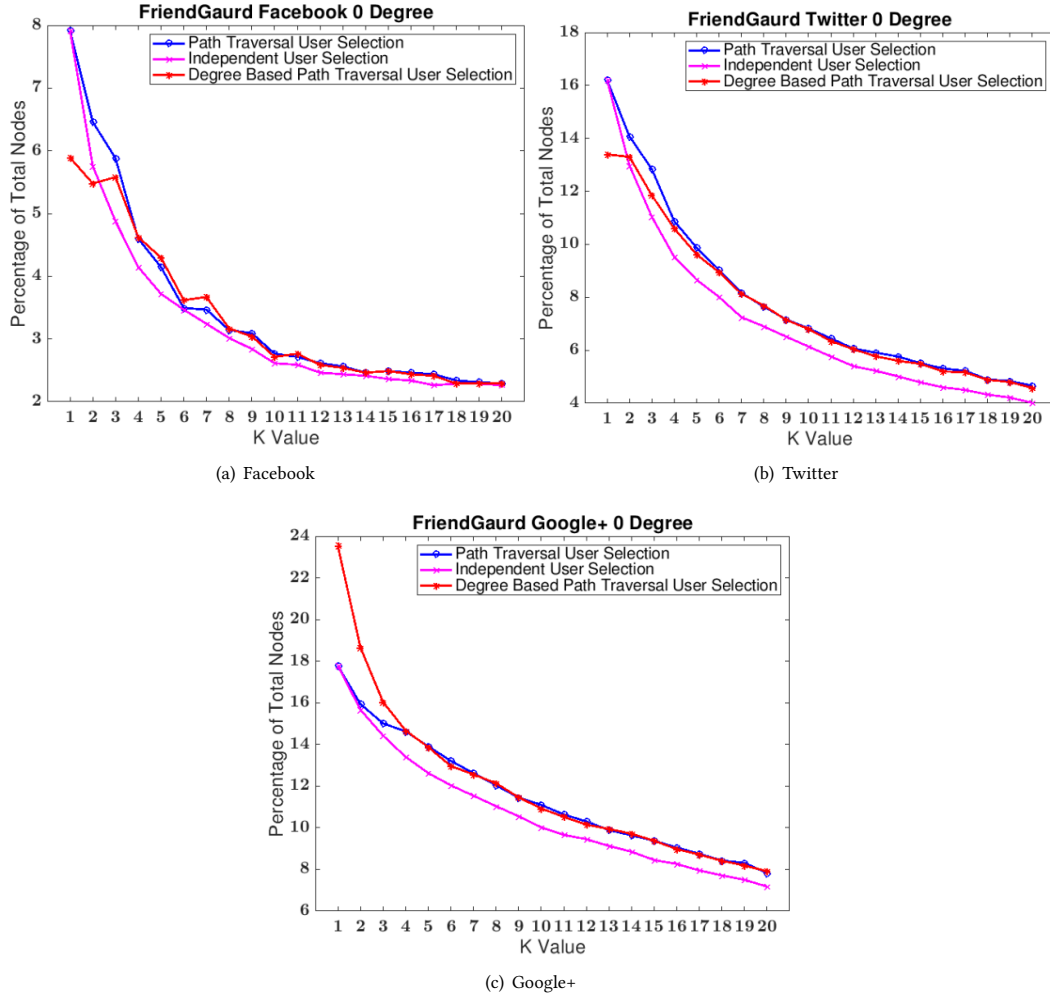 FriendGaurd Facebook 0 Degree
8
7
6
5
4
3
2
Percentage of Total Nodes
Path Traversal User Selection
Independent User Selection
Degree Based Path Traversal User Selection
1 2 3 4 5 6 7 8 9 10 11 12 13 14 15 16 17 18 19 20
K Value
(a) Facebook
FriendGaurd Twitter 0 Degree
18
16
14
12
10
8
6
4
Percentage of Total Nodes
Path Traversal User Selection
Independent User Selection
Degree Based Path Traversal User Selection
1 2 3 4 5 6 7 8 9 10 11 12 13 14 15 16 17 18 19 20
K Value
(b) Twitter
FriendGaurd Google+ 0 Degree
24
22
20
18
16
14
12
10
8
6
Percentage of Total Nodes
Path Traversal User Selection
Independent User Selection
Degree Based Path Traversal User Selection
1 2 3 4 5 6 7 8 9 10 11 12 13 14 15 16 17 18 19 20
K Value
(c) Google+